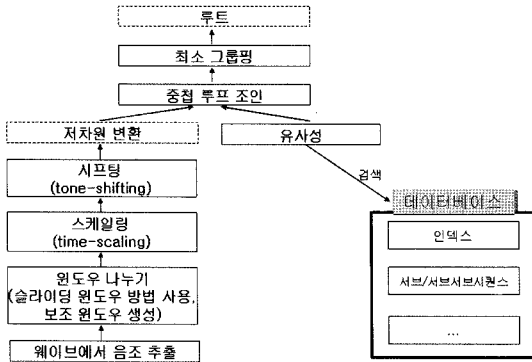 루트
최소 그룹핑
중첩 루프 조인
저차원 변환
유사성
시프팅
(tone-shifting)
검색
데이터베이스
스케일링
(time-scaling)
인덱스
윈도우 나누기
(슬라이딩 윈도우 방법 사용,
보조 윈도우 생성)
서브/서브서브시퀀스
...
웨이브에서 음조 추출